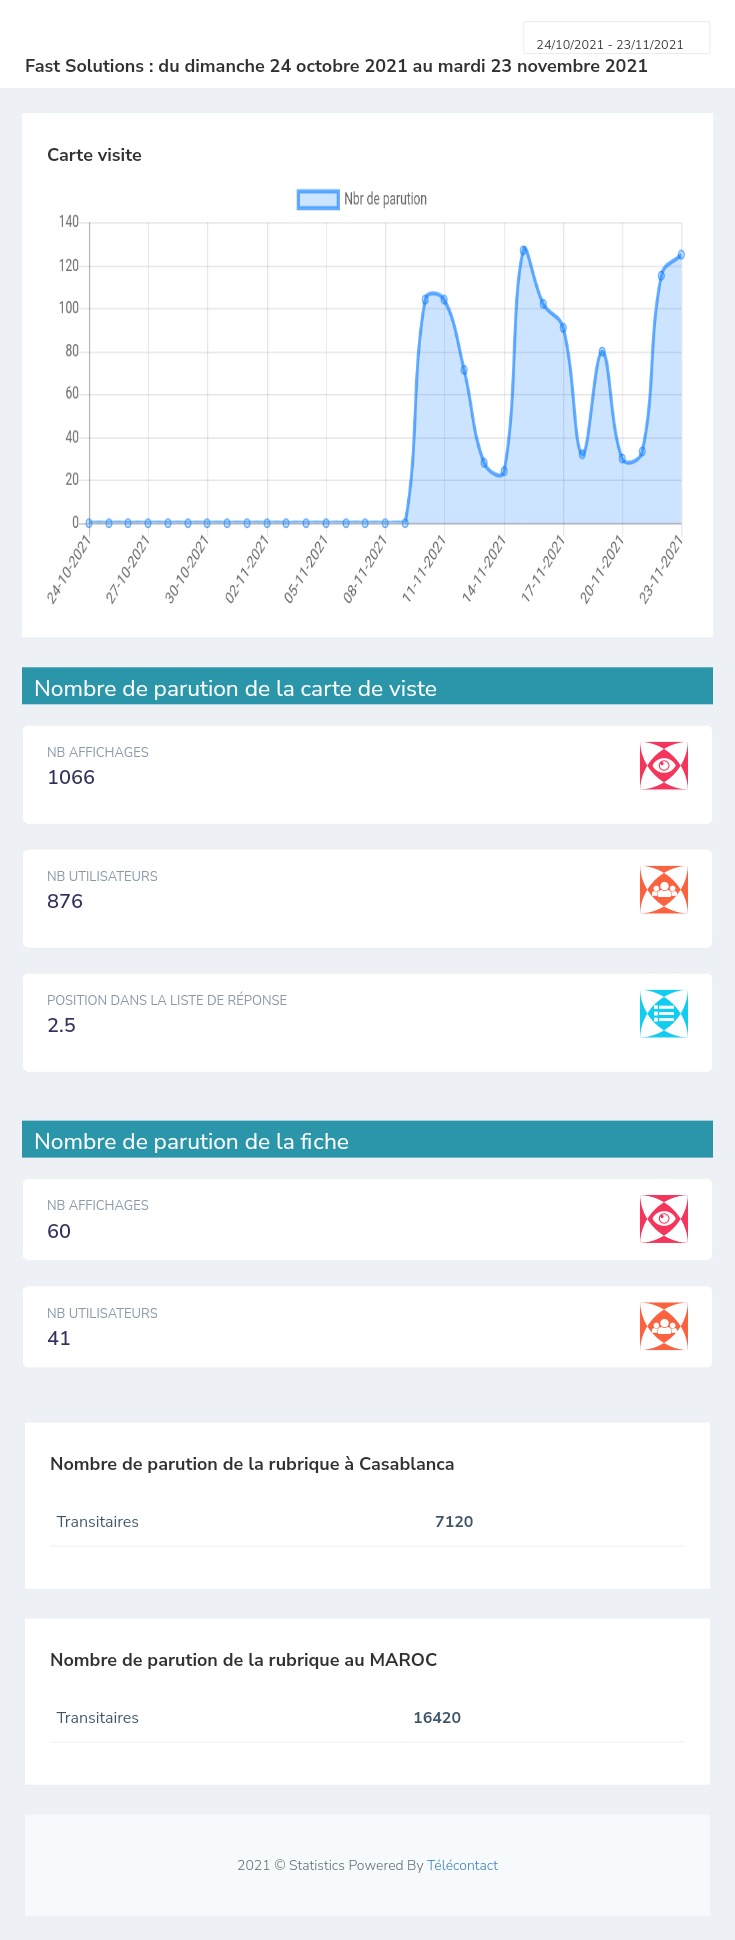 24/10/2021 - 23/11/2021
Fast Solutions : du dimanche 24 octobre 2021 au mardi 23 novembre 2021
Carte visite
Nbr de parution
140
120
100
80
60
40
20
0
24-10-2021
27-10-2021
30-10-2021
02-11-2021
05-11-2021
08-11-2021
11-11-2021
14-11-2021
17-11-2021
20-11-2021
23-11-2021
Nombre de parution de la carte de viste
NB AFFICHAGES
1066
NB UTILISATEURS
876
POSITION DANS LA LISTE DE RÉPONSE
2.5
Nombre de parution de la fiche
NB AFFICHAGES
60
NB UTILISATEURS
41
Nombre de parution de la rubrique à Casablanca
Transitaires 7120
Nombre de parution de la rubrique au MAROC
Transitaires 16420
2021 © Statistics Powered By Télécontact